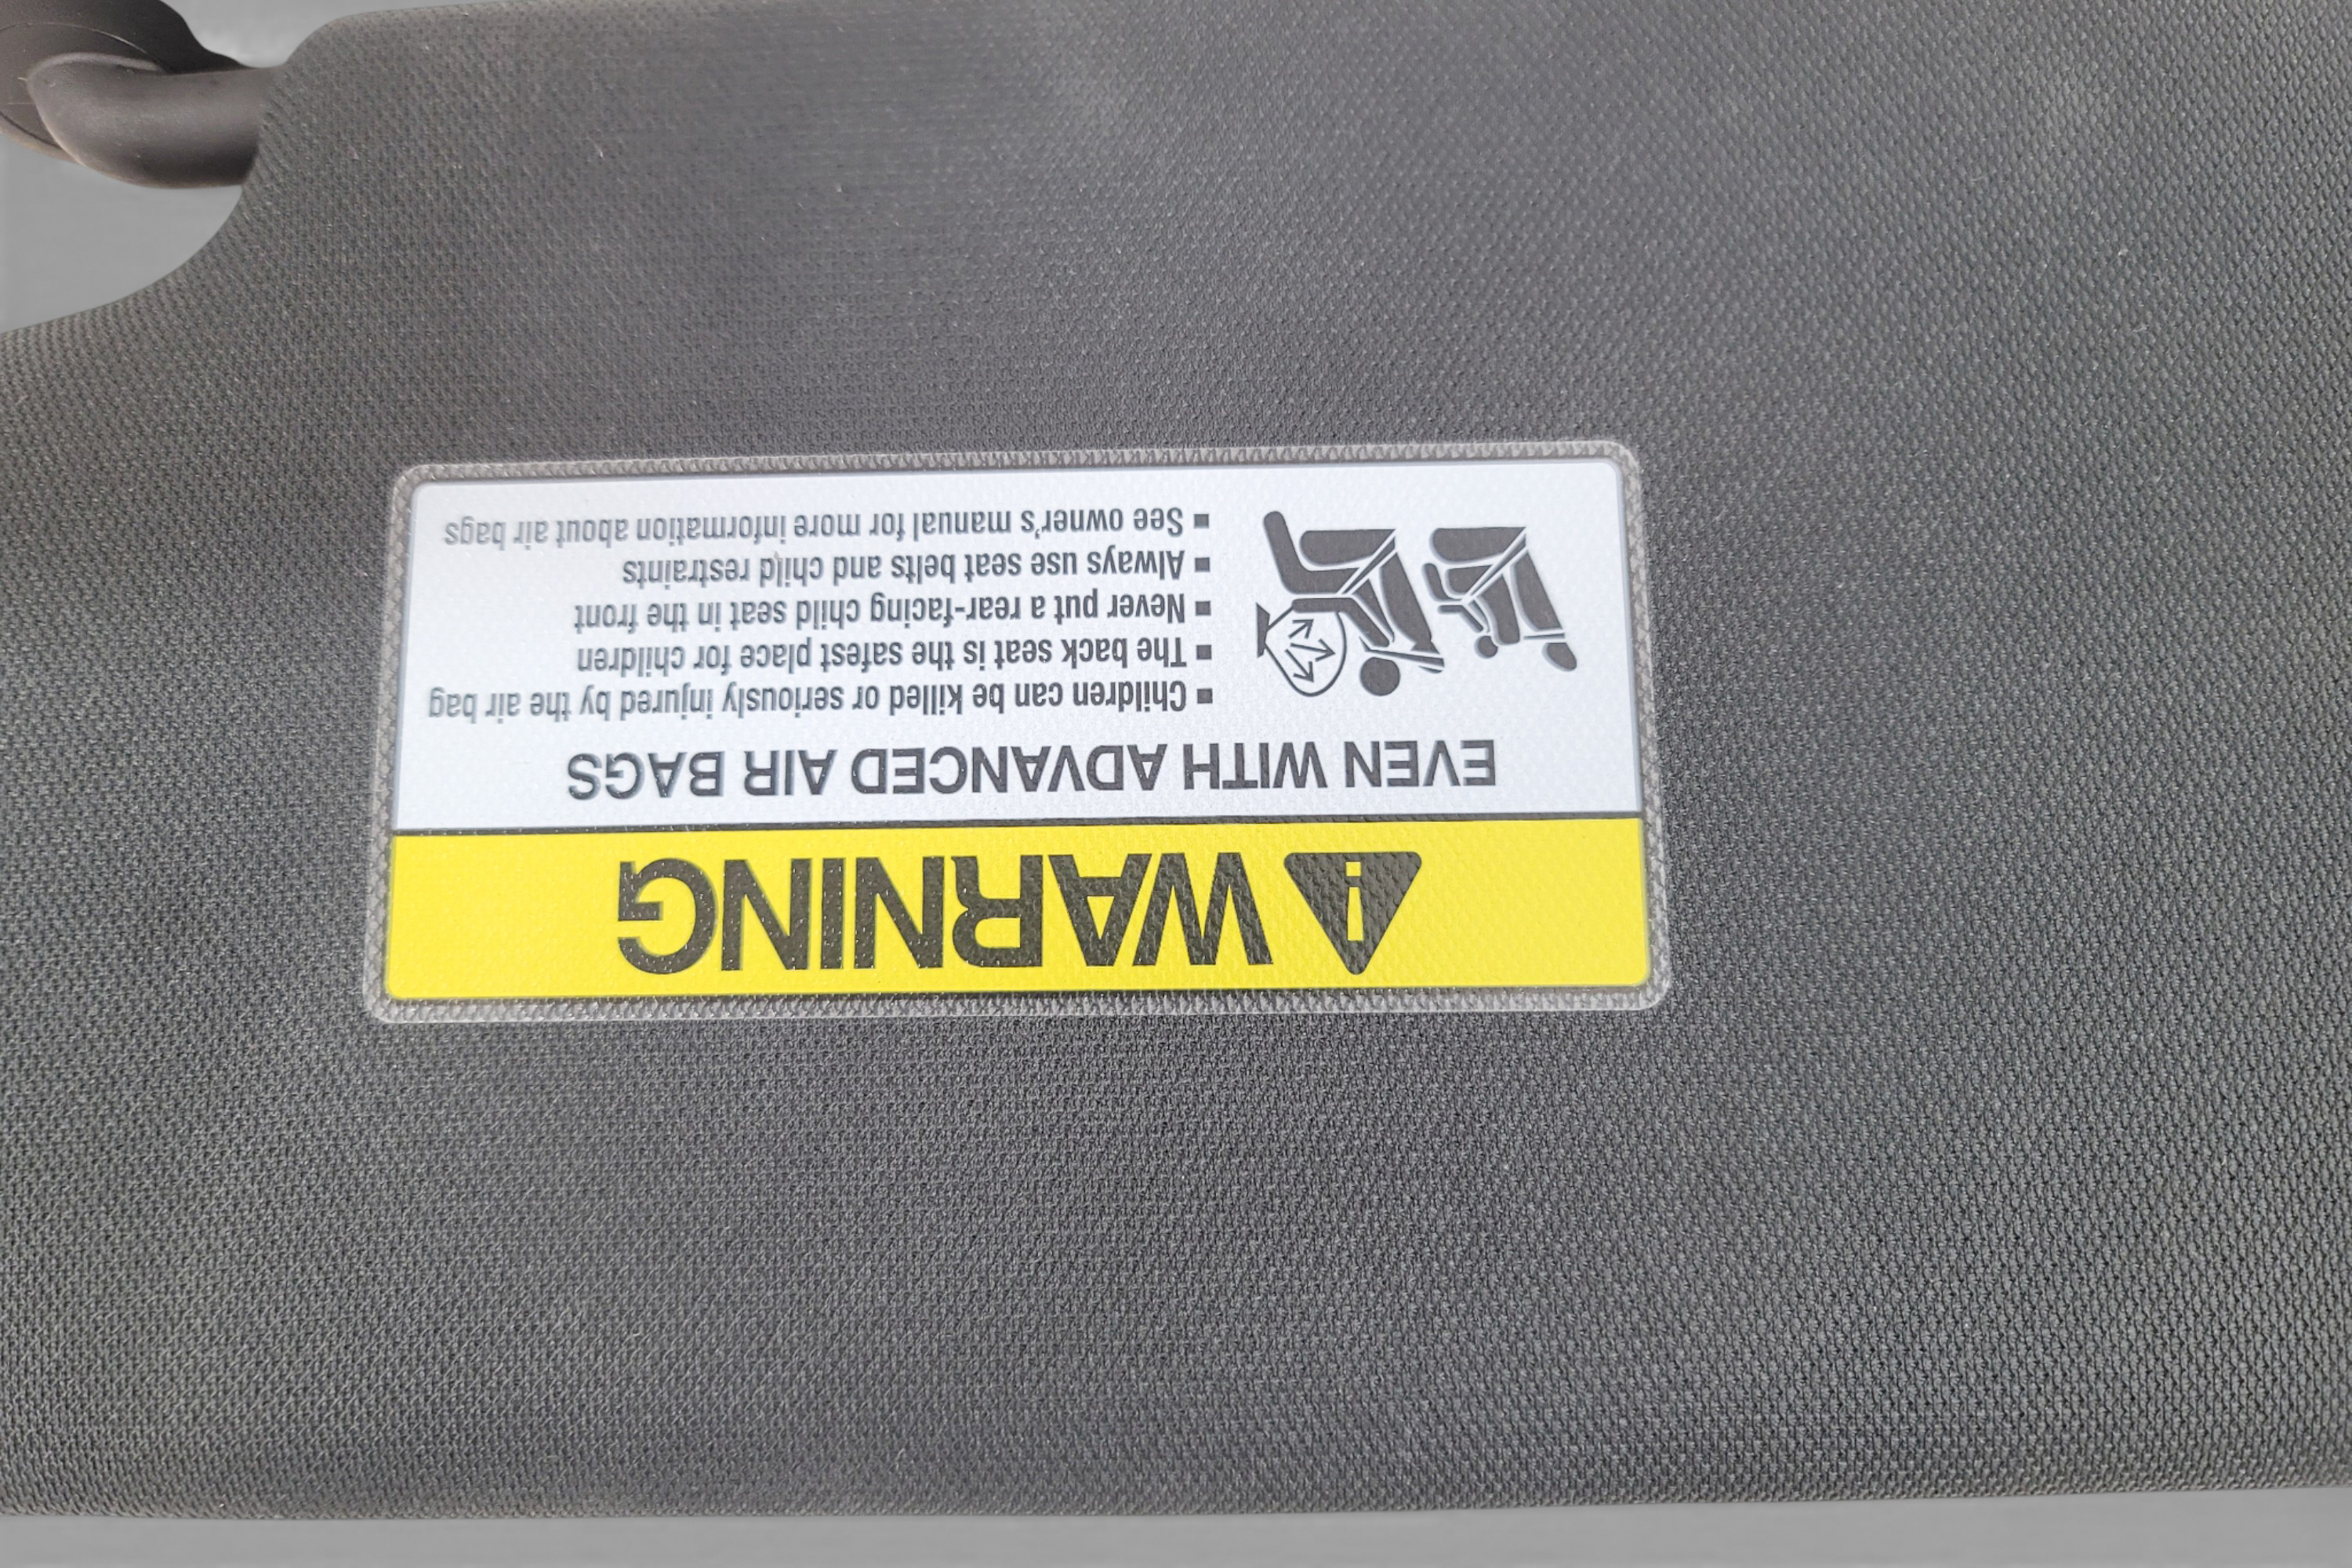 WARNING
EVEN WITH ADVANCED AIR BAGS
▪ Children can be killed or seriously injured by the air bag
▪ The back seat is the safest place for children
▪ Never put a rear-facing child seat in the front
▪ Always use seat belts and child restraints
▪ See owner's manual for more information about air bags